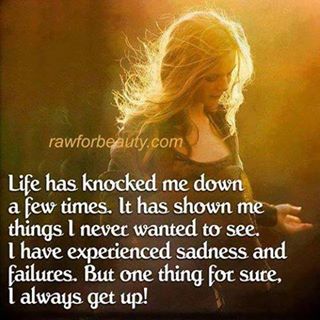 rawforbeauty.com
Life has knocked me down
a few times. It has shown me
things I never wanted to see.
I have experienced sadness and
failures. But one thing for sure,
I always get up!